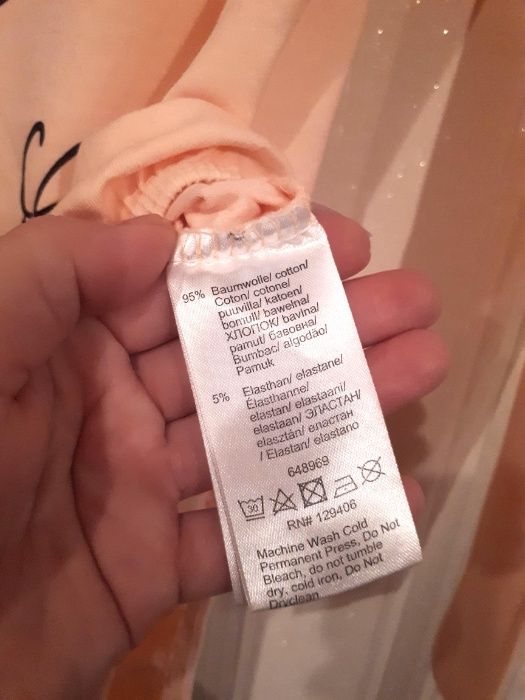 95% Baumwolle/ cotton/
Coton/ cotone/
puuvilla/ katoen/
bomull/ bawełna/
ХЛОПОК/ bavlna/
pamut/ бавовна/
Bumbac/ algodão/
Pamuk
5% Elasthan/ elastane/
Élasthanne/
elastan/ elastaani/
elastaan/ ЭЛАСТАН/
elasztán/ еластан
/ Elastan/ elastano
648969
30
RN# 129406
Machine Wash Cold
Permanent Press, Do Not
Bleach, do not tumble
dry, cold iron, Do Not
Dryclean